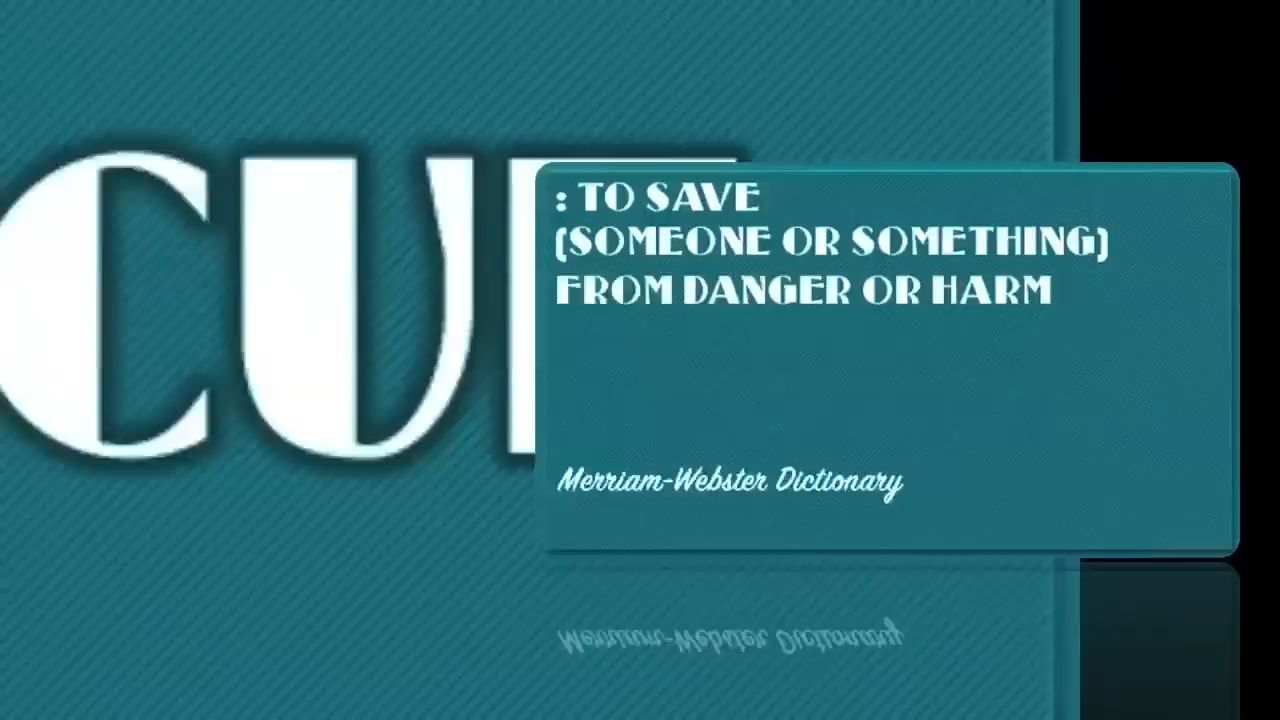 CU
: TO SAVE
(SOMEONE OR SOMETHING)
FROM DANGER OR HARM
Merriam-Webster Dictionary